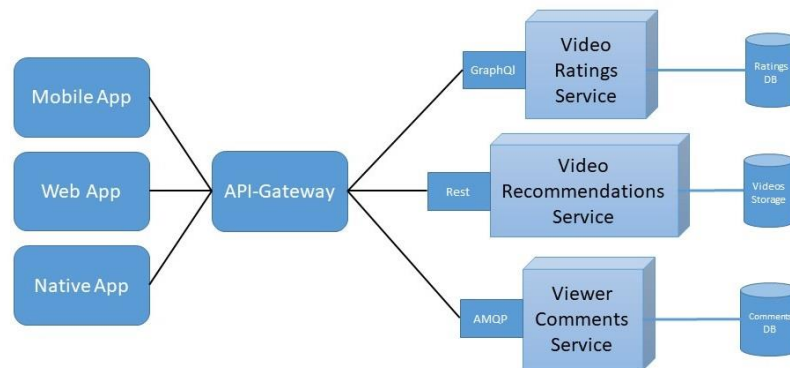 Mobile App
Web App
Native App
API-Gateway
GraphQl
Video
Ratings
Service
Ratings
DB
Rest
Video
Recommendations
Service
Videos
Storage
AMQP
Viewer
Comments
Service
Comments
DB